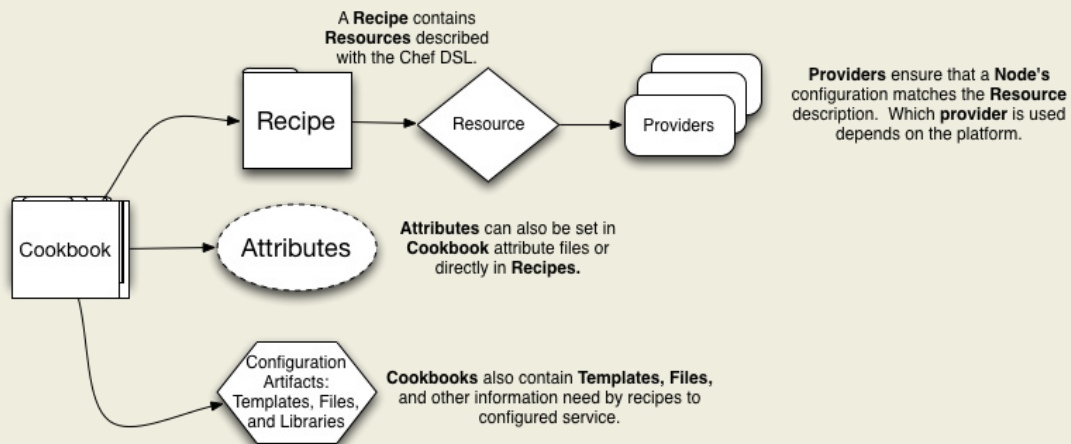 A Recipe contains
Resources described
with the Chef DSL.
Recipe
Resource
Providers
Providers ensure that a Node's
configuration matches the Resource
description. Which provider is used
depends on the platform.
Cookbook
Attributes
Attributes can also be set in
Cookbook attribute files or
directly in Recipes.
Configuration
Artifacts:
Templates, Files,
and Libraries
Cookbooks also contain Templates, Files,
and other information need by recipes to
configured service.